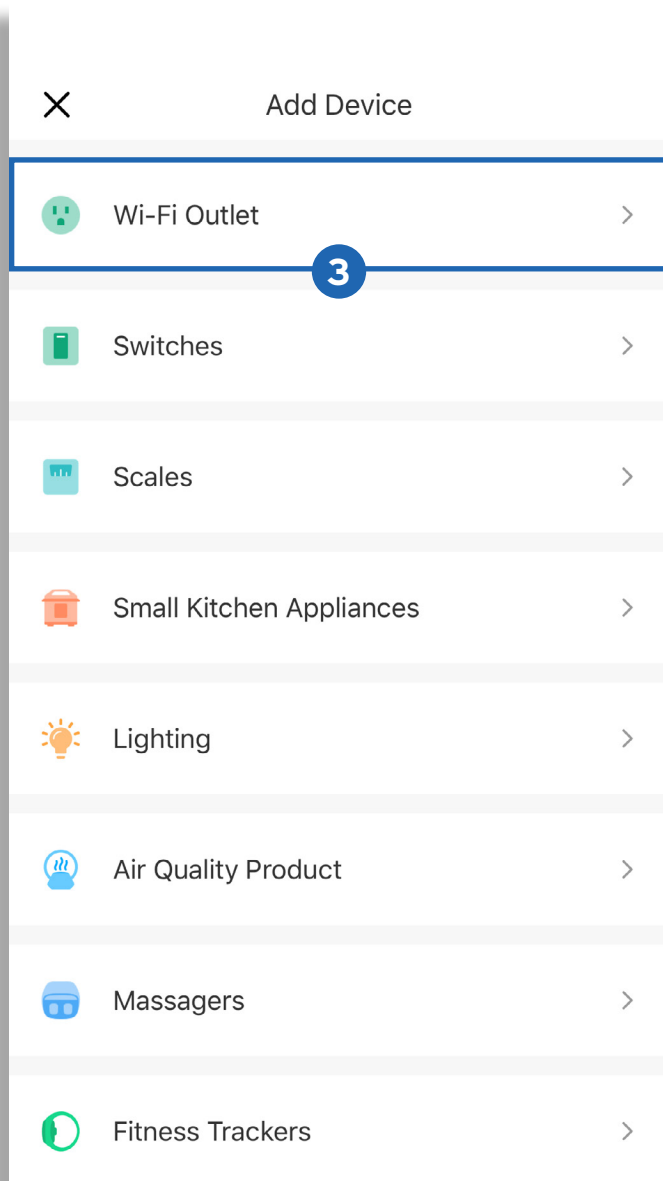 Add Device
Wi-Fi Outlet
3
Switches
Scales
Small Kitchen Appliances
Lighting
Air Quality Product
Massagers
Fitness Trackers